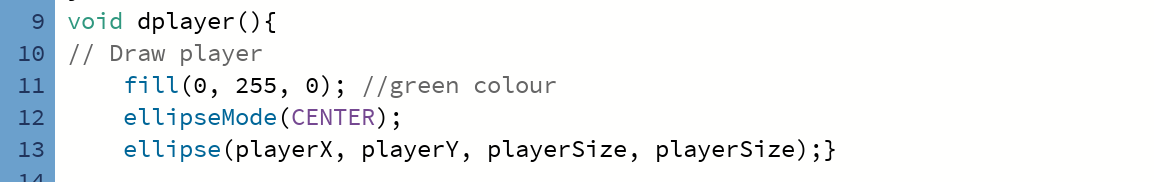 9 void dplayer(){
10 // Draw player
11 fill(0, 255, 0); //green colour
12 ellipseMode(CENTER);
13 ellipse(playerX, playerY, playerSize, playerSize);}
14